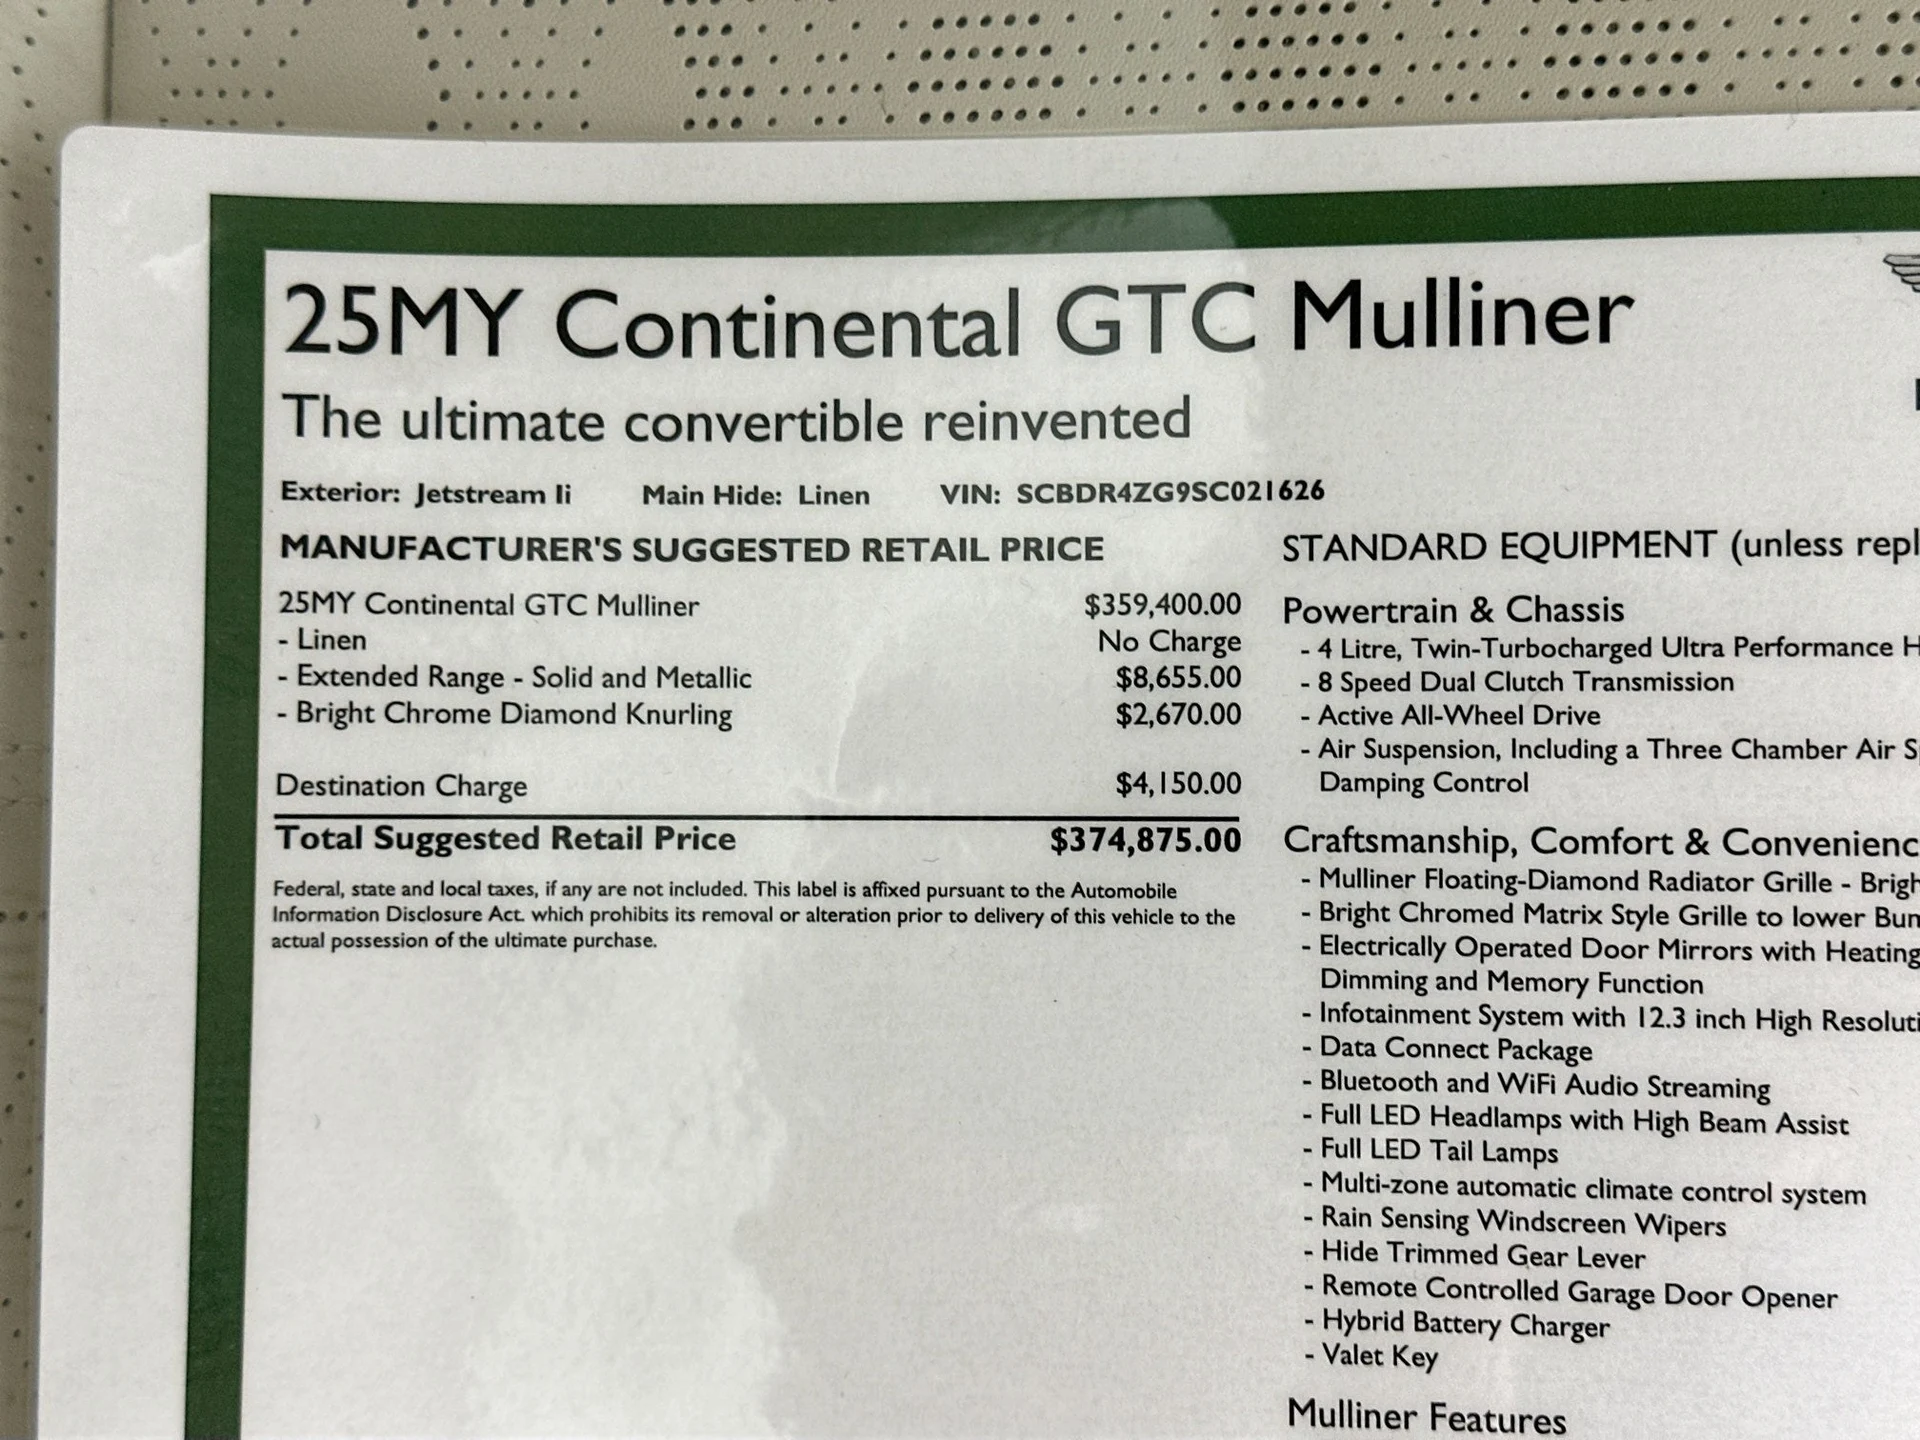 25MY Continental GTC Mulliner
The ultimate convertible reinvented
Exterior: Jetstream Ii Main Hide: Linen VIN: SCBDR4ZG9SC021626
MANUFACTURER'S SUGGESTED RETAIL PRICE
25MY Continental GTC Mulliner $359,400.00
- Linen No Charge
- Extended Range - Solid and Metallic $8,655.00
- Bright Chrome Diamond Knurling $2,670.00
Destination Charge $4,150.00
Total Suggested Retail Price $374,875.00
Federal, state and local taxes, if any are not included. This label is affixed pursuant to the Automobile
Information Disclosure Act. which prohibits its removal or alteration prior to delivery of this vehicle to the
actual possession of the ultimate purchase.
STANDARD EQUIPMENT (unless
Powertrain & Chassis
- 4 Litre, Twin-Turbocharged Ultra Performance
- 8 Speed Dual Clutch Transmission
- Active All-Wheel Drive
- Air Suspension, Including a Three Chamber Air
Damping Control
Craftsmanship, Comfort &
- Mulliner Floating-Diamond Radiator Grille -
- Bright Chromed Matrix Style Grille to lower
- Electrically Operated Door Mirrors with Heating
Dimming and Memory Function
- Infotainment System with 12.3 inch High
- Data Connect Package
- Bluetooth and WiFi Audio Streaming
- Full LED Headlamps with High Beam Assist
- Full LED Tail Lamps
- Multi-zone automatic climate control system
- Rain Sensing Windscreen Wipers
- Hide Trimmed Gear Lever
- Remote Controlled Garage Door Opener
- Hybrid Battery Charger
- Valet Key
Mulliner Features